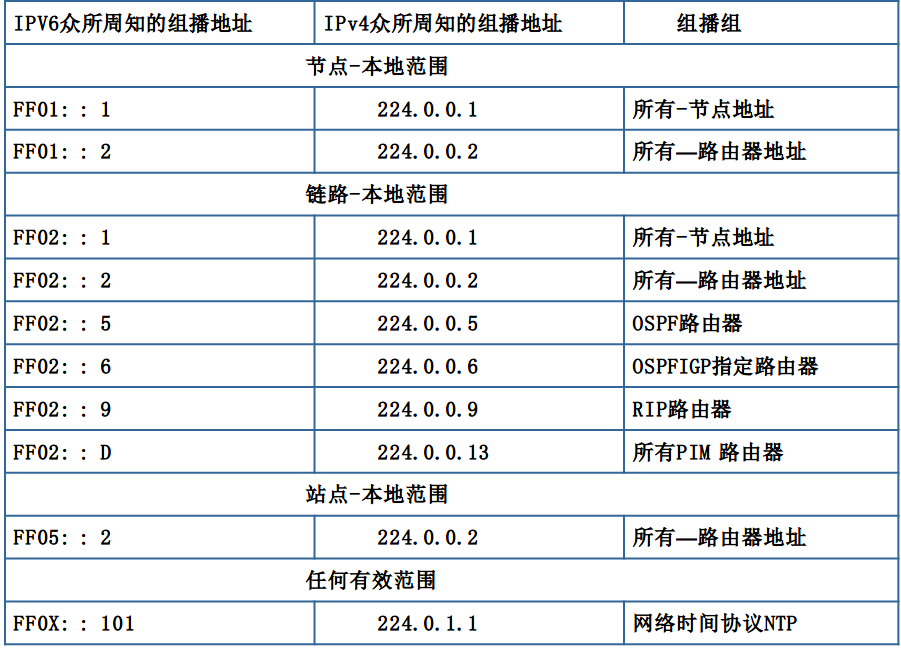 IPV6众所周知的组播地址 IPv4众所周知的组播地址 组播组
节点-本地范围
FF01: : 1 224.0.0.1 所有-节点地址
FF01: : 2 224.0.0.2 所有—路由器地址
链路-本地范围
FF02: : 1 224.0.0.1 所有-节点地址
FF02: : 2 224.0.0.2 所有—路由器地址
FF02: : 5 224.0.0.5 OSPF路由器
FF02: : 6 224.0.0.6 OSPFIGP指定路由器
FF02: : 9 224.0.0.9 RIP路由器
FF02: : D 224.0.0.13 所有PIM 路由器
站点-本地范围
FF05: : 2 224.0.0.2 所有—路由器地址
任何有效范围
FF0X: : 101 224.0.1.1 网络时间协议NTP